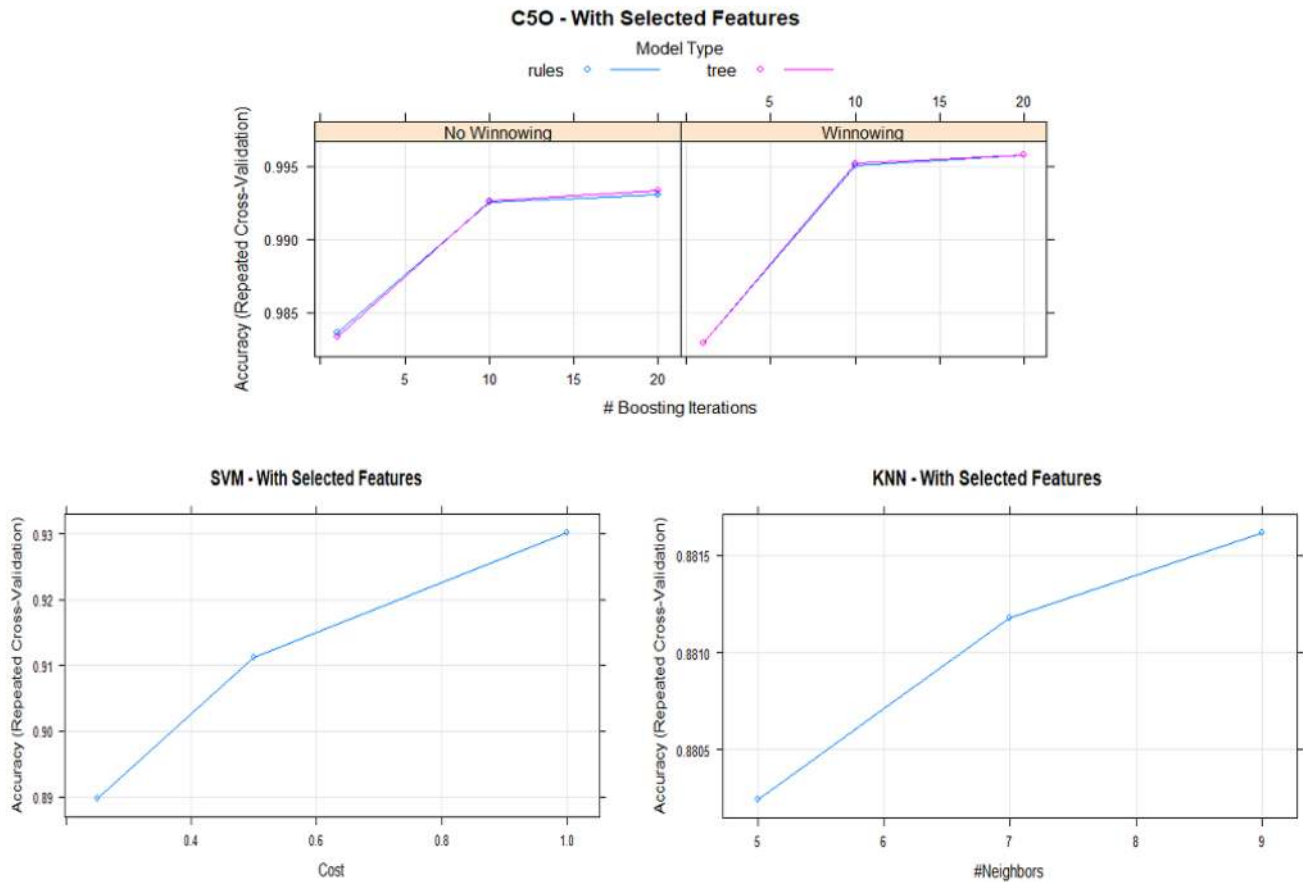 C5O - With Selected Features
Model Type
rules tree
5 10 15 20
No Winnowing Winnowing
Accuracy (Repeated Cross-Validation)
0.995
0.990
0.985
5 10 15 20
# Boosting Iterations
SVM - With Selected Features
Accuracy (Repeated Cross-Validation)
0.93
0.92
0.91
0.90
0.89
0.4 0.6 0.8 1.0
Cost
KNN - With Selected Features
Accuracy (Repeated Cross-Validation)
0.8815
0.8810
0.8805
5 6 7 8 9
#Neighbors